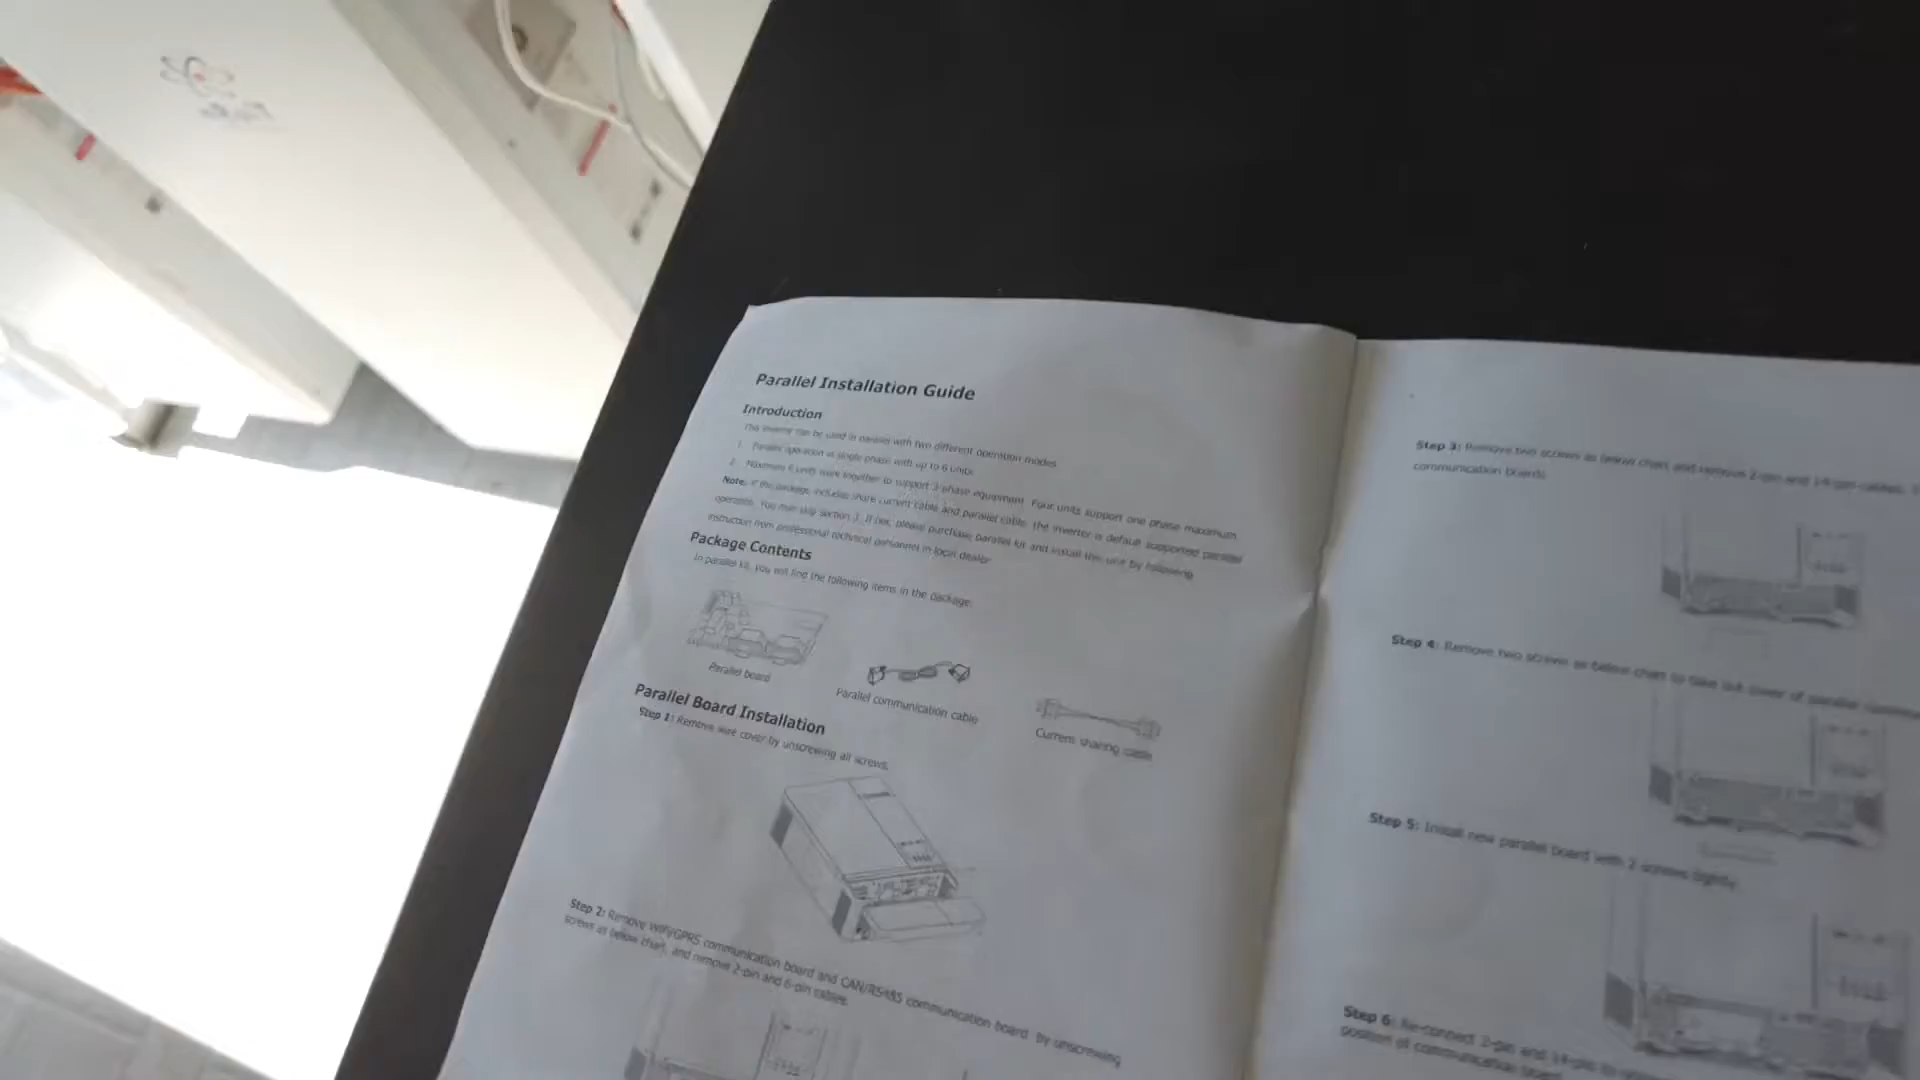 Parallel Installation Guide
Introduction
This inverter can be used in parallel with two different operation modes.
1. Parallel operation in single phase with up to 6 units.
2. Maximum 6 units work together to support 3-phase equipment. Four units support one phase maximum.
Note: If the package includes share current cable and parallel cable, the inverter is default supported parallel
operation. You may skip section 3. If not, please purchase parallel kit and install this unit by following
instruction from professional technical personnel in local dealer.
Package Contents
In parallel kit, you will find the following items in the package:
Parallel board
Parallel communication cable
Current sharing cable
Parallel Board Installation
Step 1: Remove wire cover by unscrewing all screws.
Step 2: Remove WiFi/GPRS communication board and CAN/RS485 communication board by unscrewing
screws as below chart, and remove 2-pin and 6-pin cables.
Step 3: Remove two screws as below chart and remove 2-pin and 14-pin cables.
communication boards.
Step 4: Remove two screws as below chart to take out cover of parallel
Step 5: Install new parallel board with 2 screws tightly.
Step 6: Re-connect 2-pin and 14-pin to
position of communication board.